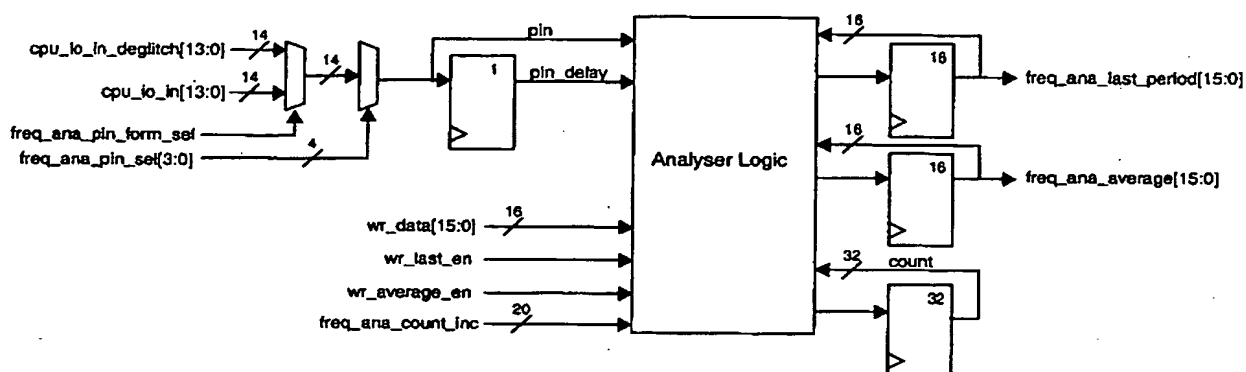 cpu_io_in_deglitch[13:0]
14
cpu_io_in[13:0]
14
freq_ana_pin_form_sel
freq_ana_pin_sel[3:0]
4
14
pin
1
pin_delay
Analyser Logic
wr_data[15:0]
16
wr_last_en
wr_average_en
freq_ana_count_inc
20
16
16
freq_ana_last_period[15:0]
16
16
freq_ana_average[15:0]
32
count
32